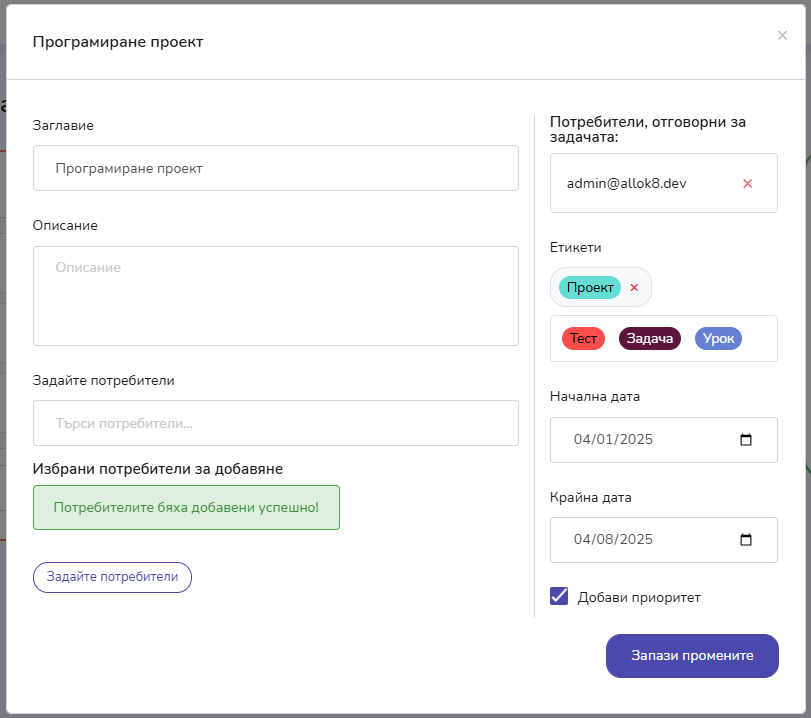 Програмиране проект
Заглавие
Програмиране проект
Описание
Описание
Задайте потребители
Търси потребители...
Избрани потребители за добавяне
Потребителите бяха добавени успешно!
Задайте потребители
Потребители, отговорни за
задачата:
admin@allok8.dev
Етикети
Проект
Тест Задача Урок
Начална дата
04/01/2025
Крайна дата
04/08/2025
Добави приоритет
Запази промените